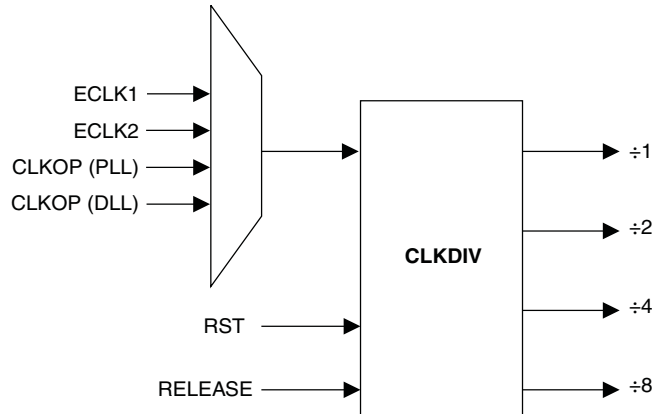 ECLK1
ECLK2
CLKOP (PLL)
CLKOP (DLL)
RST
RELEASE
CLKDIV
÷1
÷2
÷4
÷8